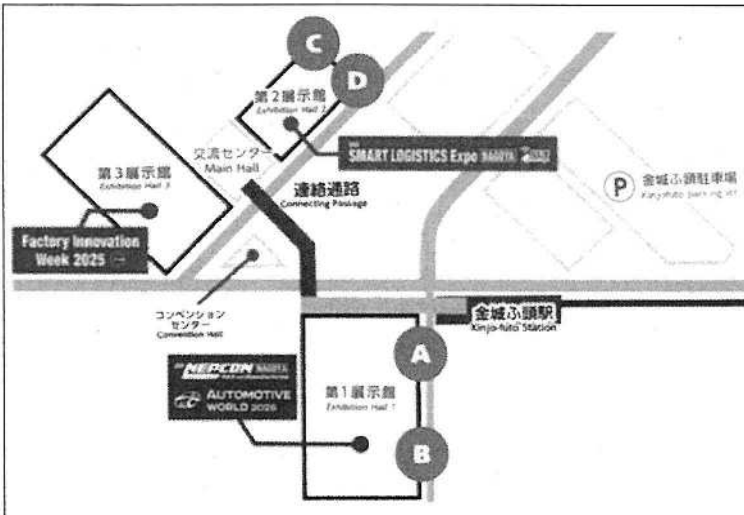 C
D
第2展示館
Exhibition Hall 2
SMART LOGISTICS Expo NAGOYA
交流センター
Main Hall
第3展示館
Exhibition Hall 3
連絡通路
Connecting Passage
P 金城ふ頭駐車場
Factory Innovation
Week 2025
コンベンション
センター
Convention Hall
金城ふ頭駅
Kinjo-futo Station
A
NEPCON NAGOYA
AUTOMOTIVE
第1展示館
Exhibition Hall 1
B